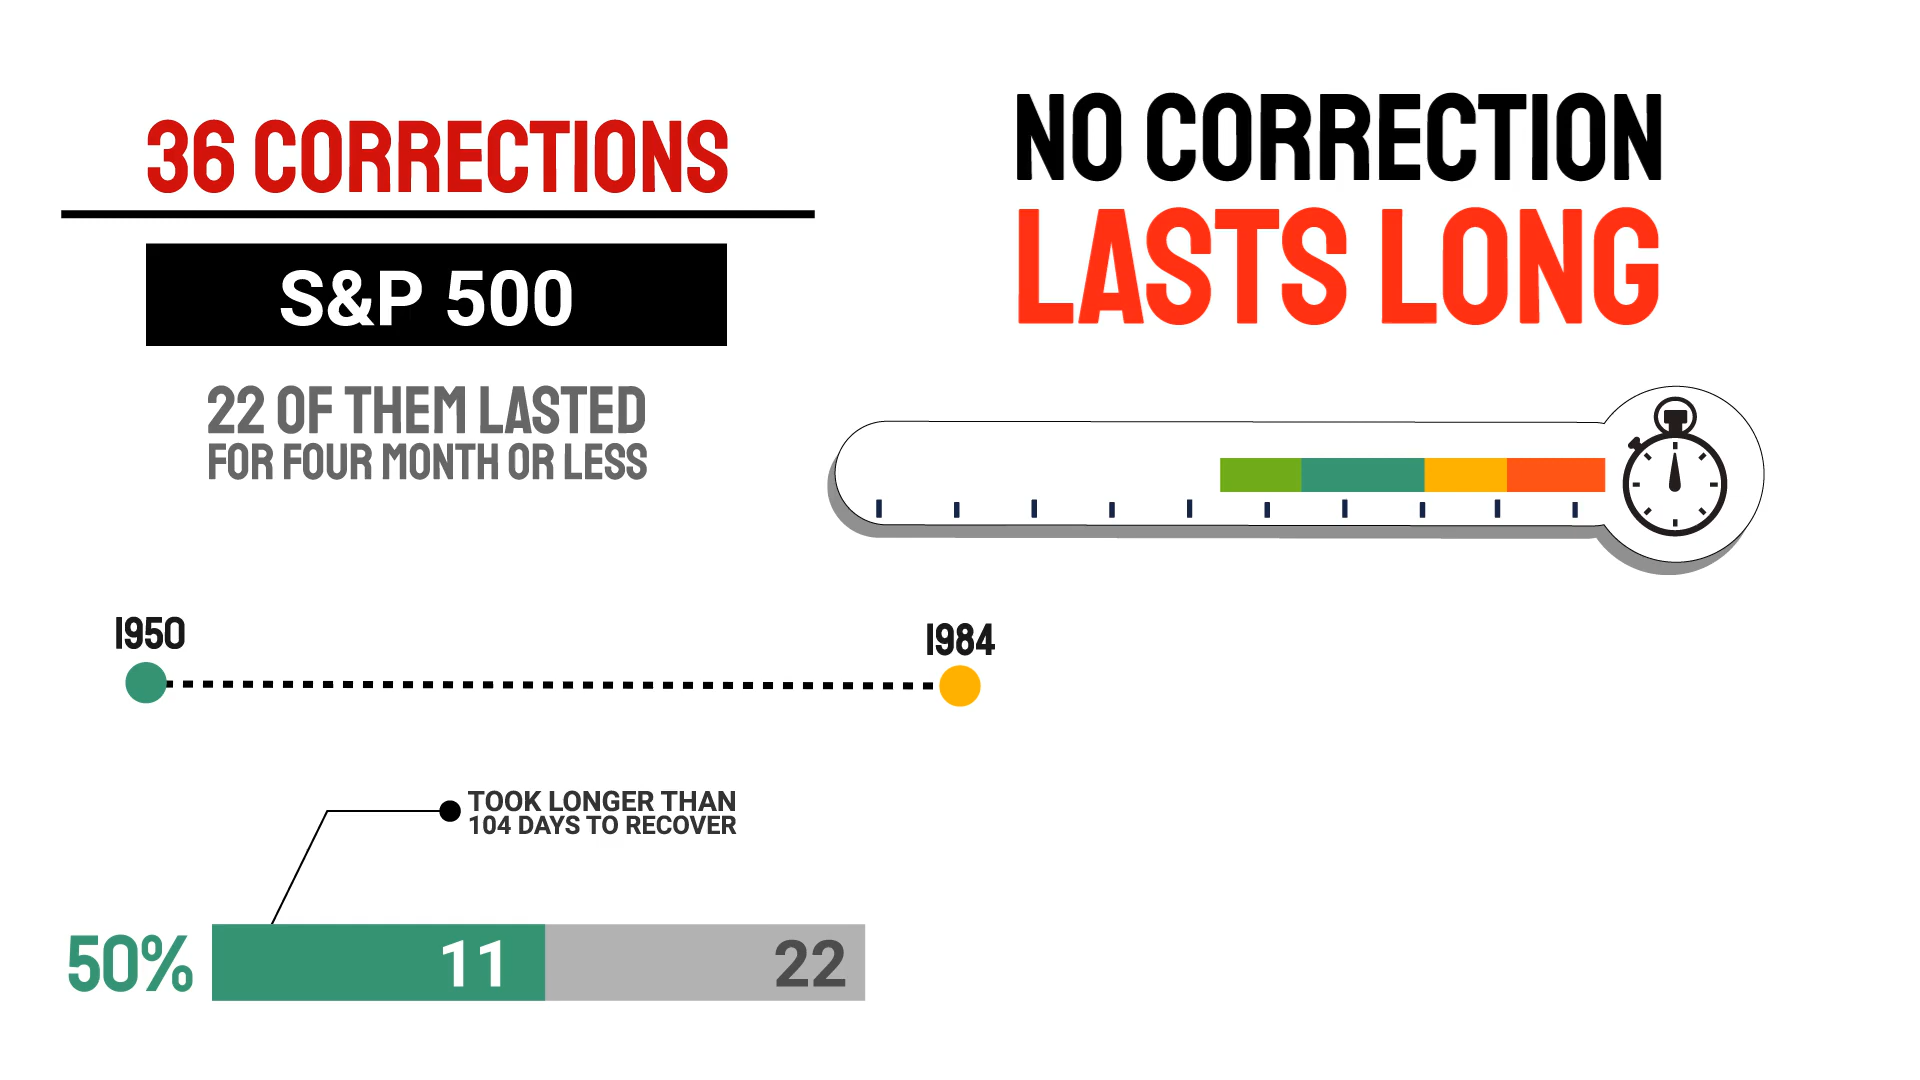 36 CORRECTIONS
S&P 500
22 OF THEM LASTED
FOR FOUR MONTH OR LESS
NO CORRECTION
LASTS LONG
1950
1984
TOOK LONGER THAN
104 DAYS TO RECOVER
50%
11
22